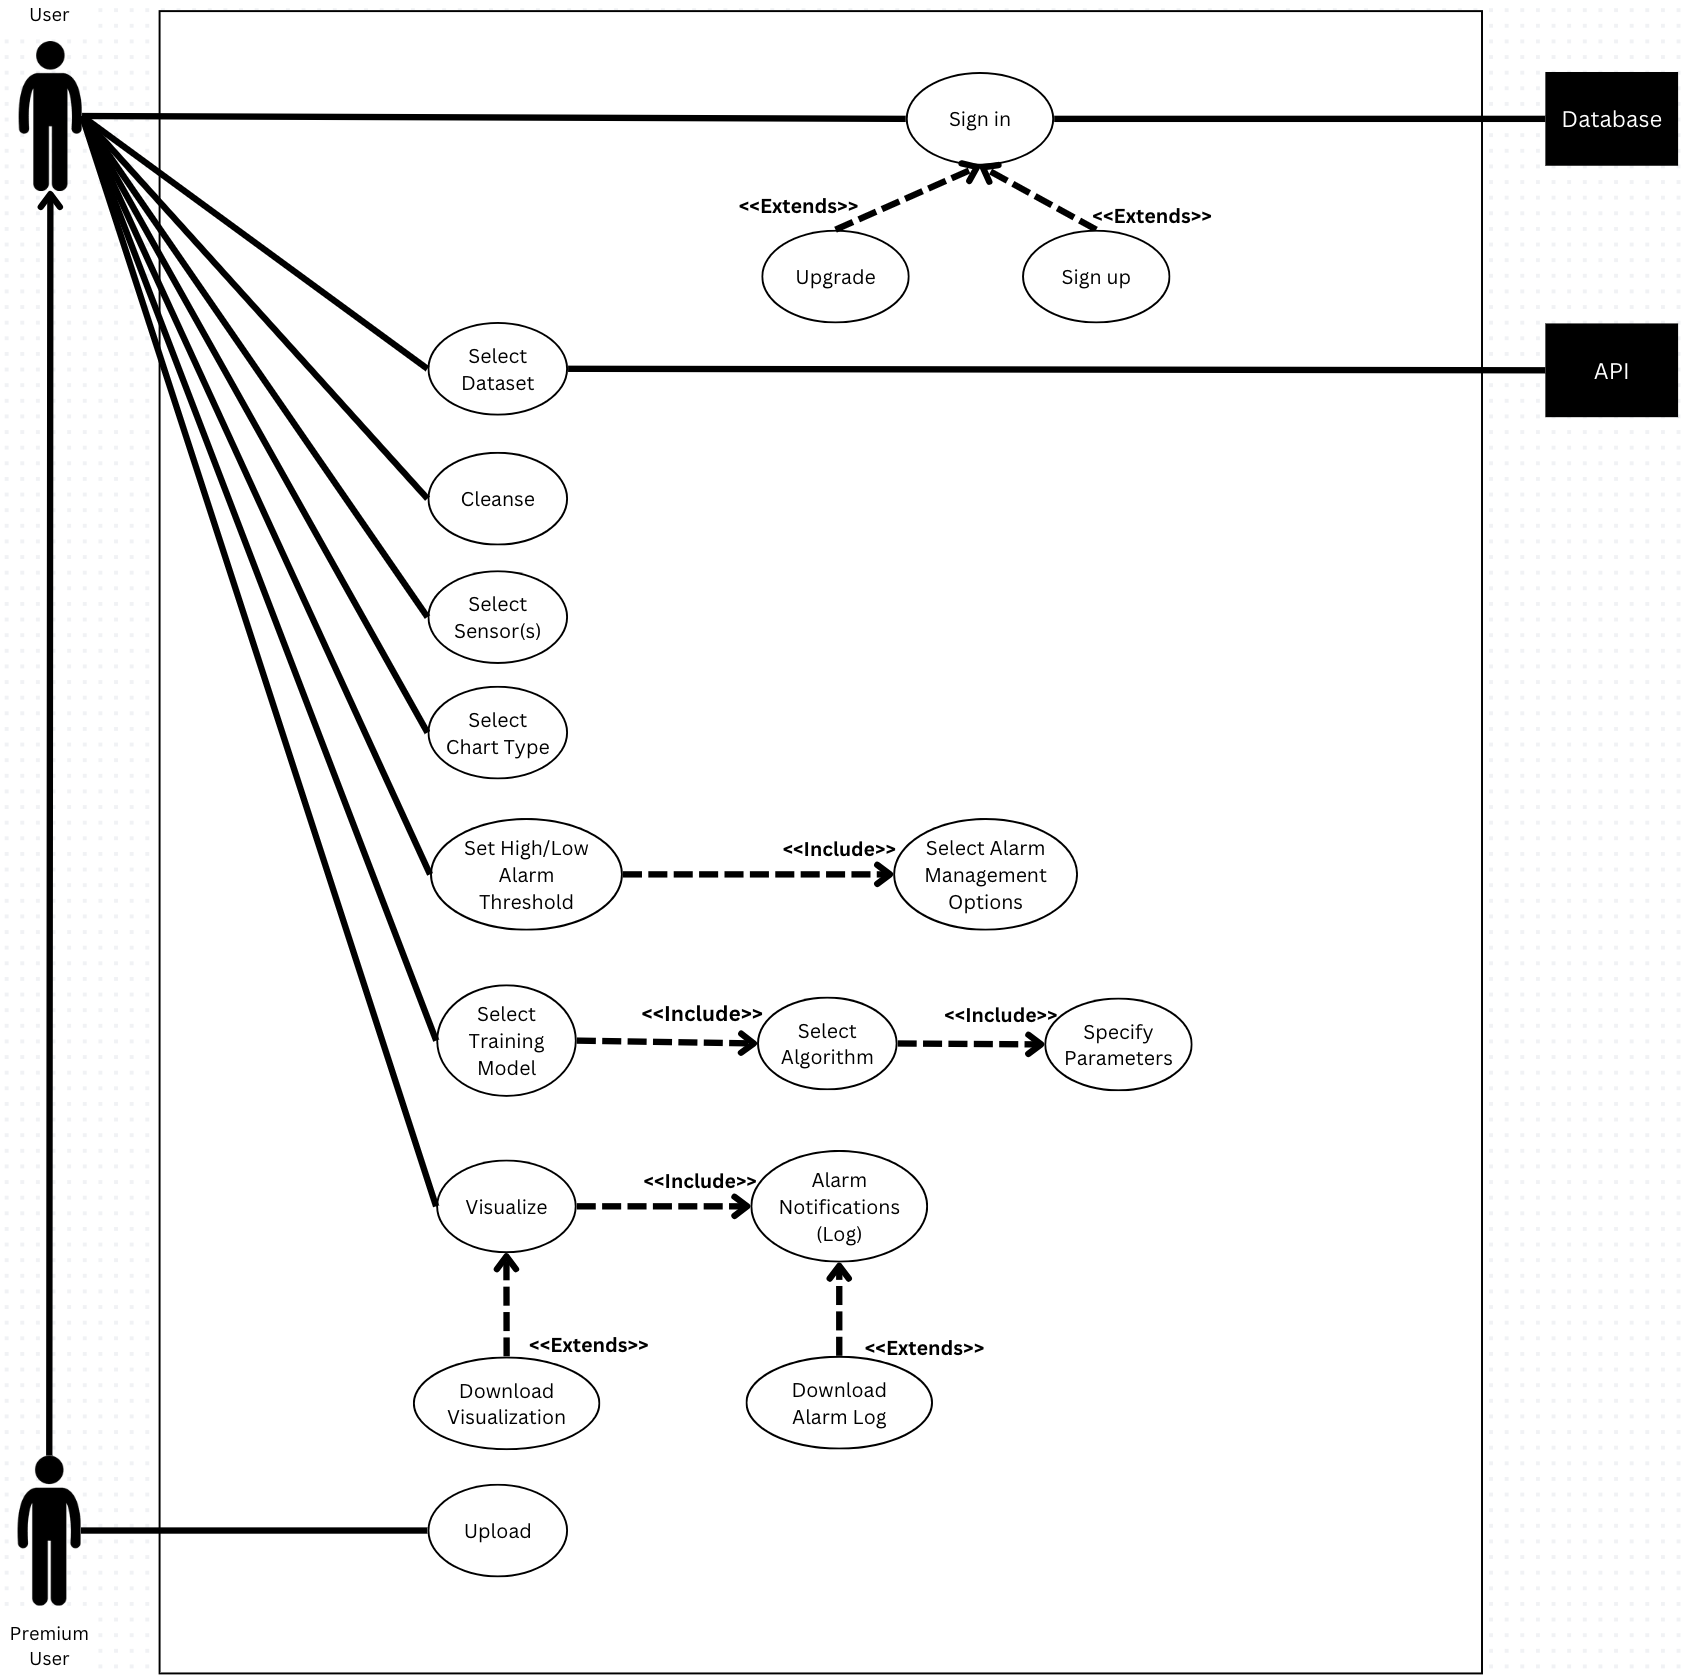 User
Sign in
Database
<<Extends>>
<<Extends>>
Upgrade
Sign up
Select
Dataset
API
Cleanse
Select
Sensor(s)
Select
Chart Type
Set High/Low
Alarm
Threshold
<<Include>>
Select Alarm
Management
Options
Select
Training
Model
<<Include>>
Select
Algorithm
<<Include>>
Specify
Parameters
Visualize
<<Include>>
Alarm
Notifications
(Log)
<<Extends>>
<<Extends>>
Download
Visualization
Download
Alarm Log
Upload
Premium
User